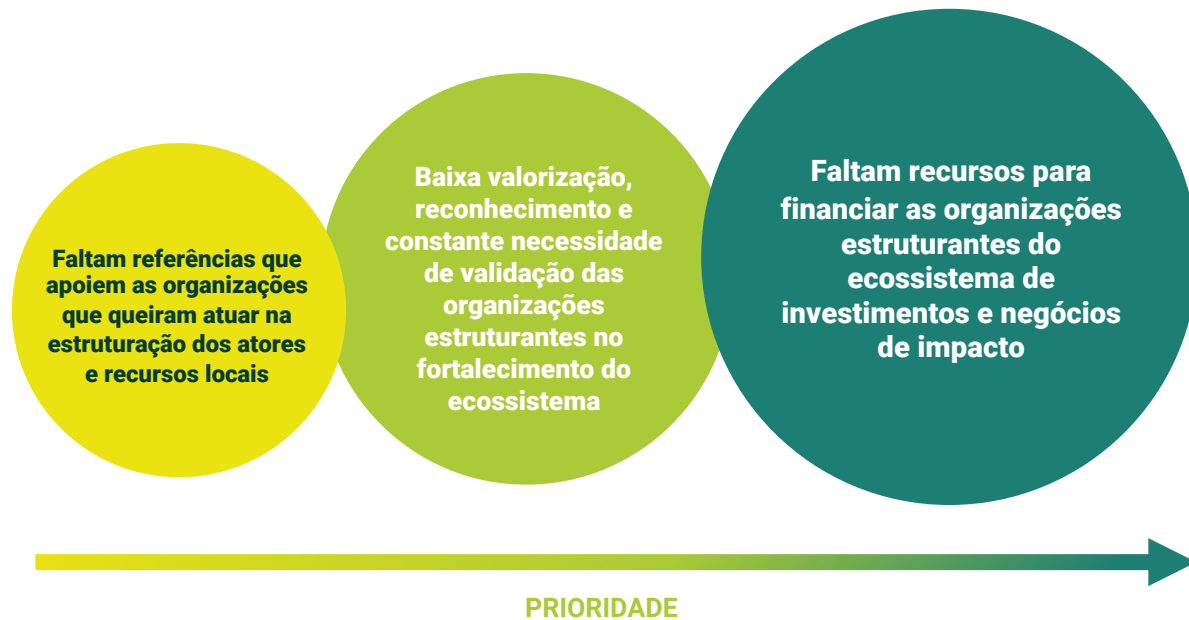 Faltam referências que
apoiem as organizações
que queiram atuar na
estruturação dos atores
e recursos locais
Baixa valorização,
reconhecimento e
constante necessidade
de validação das
organizações
estruturantes no
fortalecimento do
ecossistema
Faltam recursos para
financiar as organizações
estruturantes do
ecossistema de
investimentos e negócios
de impacto
PRIORIDADE